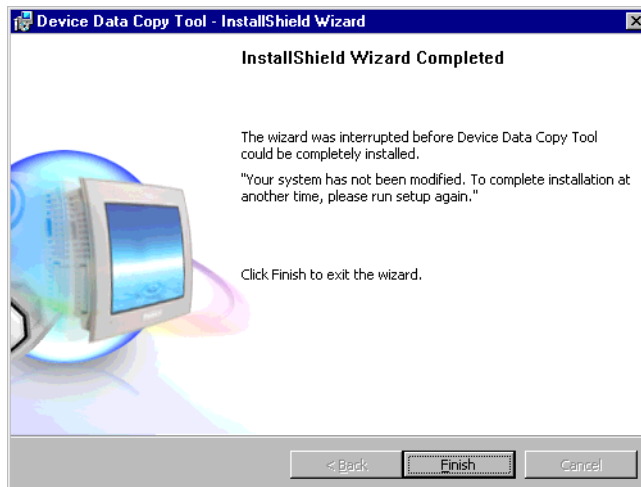 Device Data Copy Tool - InstallShield Wizard
InstallShield Wizard Completed
The wizard was interrupted before Device Data Copy Tool
could be completely installed.
"Your system has not been modified. To complete installation at
another time, please run setup again."
Click Finish to exit the wizard.
< Back
Finish
Cancel